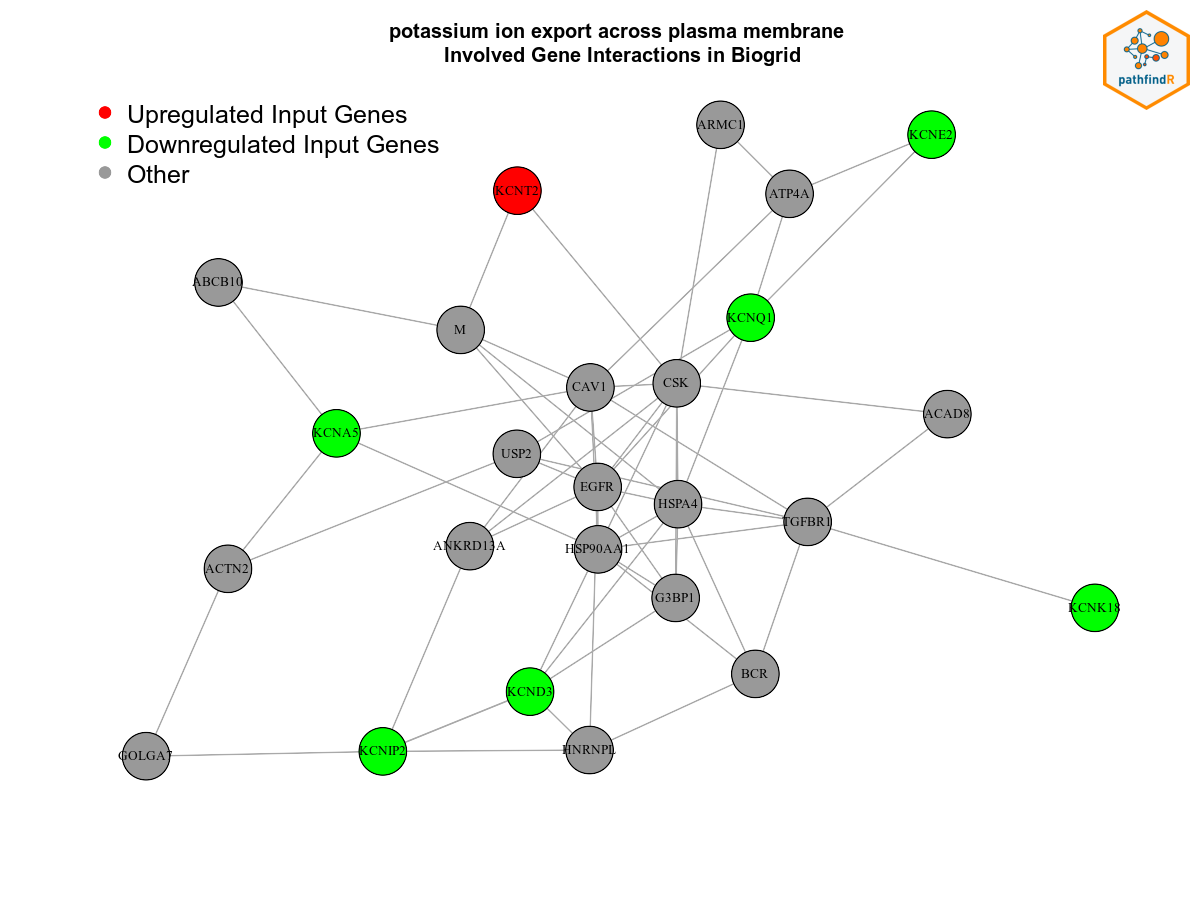 potassium ion export across plasma membrane
Involved Gene Interactions in Biogrid
pathfindR
Upregulated Input Genes
Downregulated Input Genes
Other
ARMC1
KCNE2
KCNT2
ATP4A
ABCB10
KCNQ1
M
CAV1
CSK
ACAD8
KCNA5
USP2
EGFR
HSPA4
TGFBR1
ANKRD13A
HSP90AA1
ACTN2
G3BP1
KCNK18
BCR
KCND3
KCNIP2
HNRNPL
GOLGA7